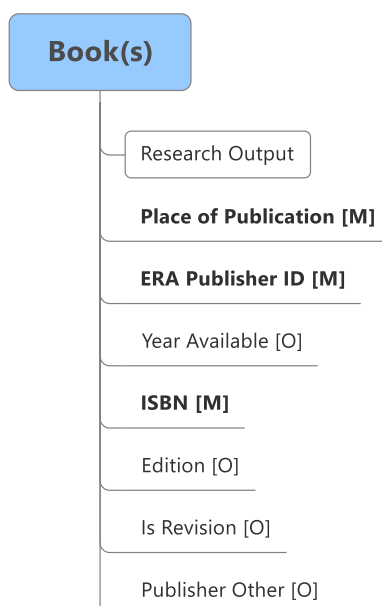 Book(s)
Research Output
Place of Publication [M]
ERA Publisher ID [M]
Year Available [O]
ISBN [M]
Edition [O]
Is Revision [O]
Publisher Other [O]